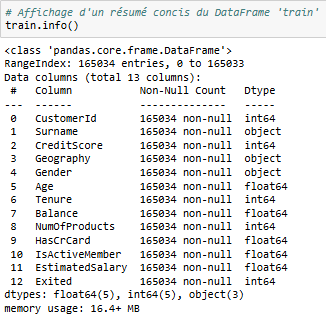 # Affichage d'un résumé concis du DataFrame 'train'
train.info()
<class 'pandas.core.frame.DataFrame'>
RangeIndex: 165034 entries, 0 to 165033
Data columns (total 13 columns):
 #   Column           Non-Null Count   Dtype
---  ------           --------------   -----
 0   CustomerId       165034 non-null  int64
 1   Surname          165034 non-null  object
 2   CreditScore      165034 non-null  int64
 3   Geography        165034 non-null  object
 4   Gender           165034 non-null  object
 5   Age              165034 non-null  float64
 6   Tenure           165034 non-null  int64
 7   Balance          165034 non-null  float64
 8   NumOfProducts    165034 non-null  int64
 9   HasCrCard        165034 non-null  float64
 10  IsActiveMember   165034 non-null  float64
 11  EstimatedSalary  165034 non-null  float64
 12  Exited           165034 non-null  int64
dtypes: float64(5), int64(5), object(3)
memory usage: 16.4+ MB